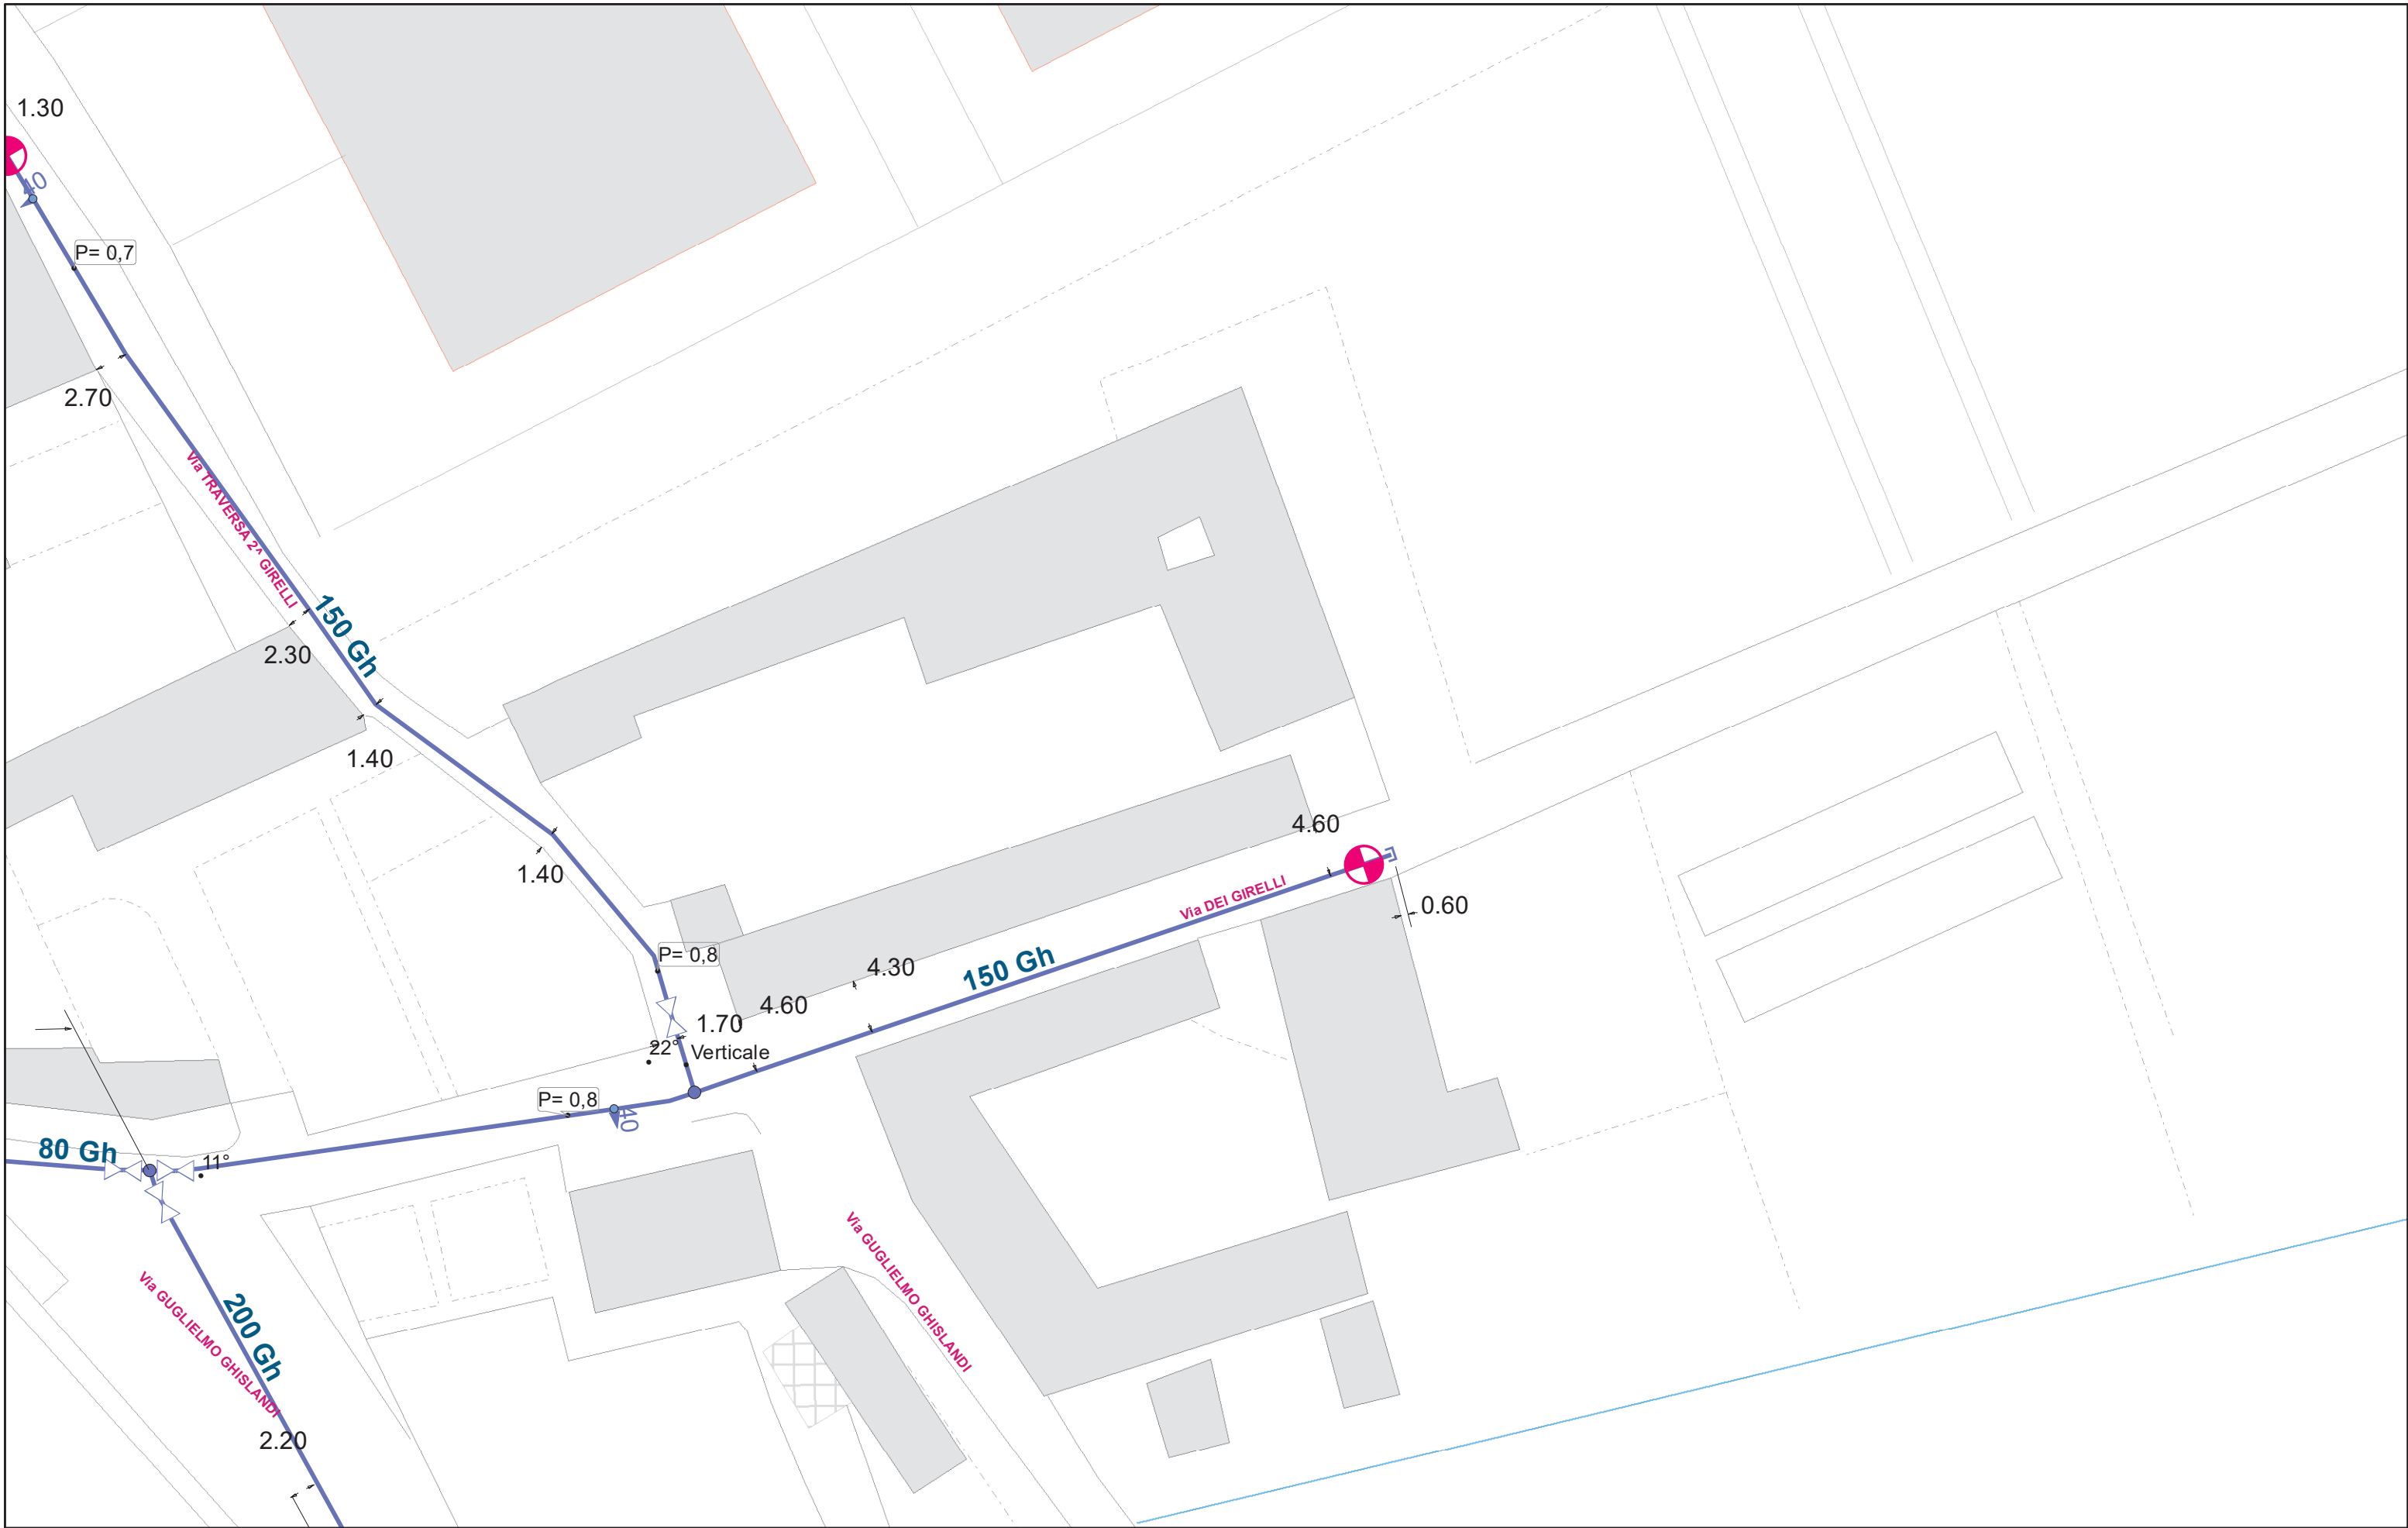 1.30
40
P= 0,7
2.70
Via TRAVERSA 2^ GIRELLI
150 Gh
2.30
1.40
1.40
4.60
Via DEI GIRELLI
0.60
P= 0,8
4.30
150 Gh
4.60
1.70
22°
Verticale
P= 0,8
40
80 Gh
11°
Via GUGLIELMO GHISLANDI
200 Gh
Via GUGLIELMO GHISLANDI
2.20